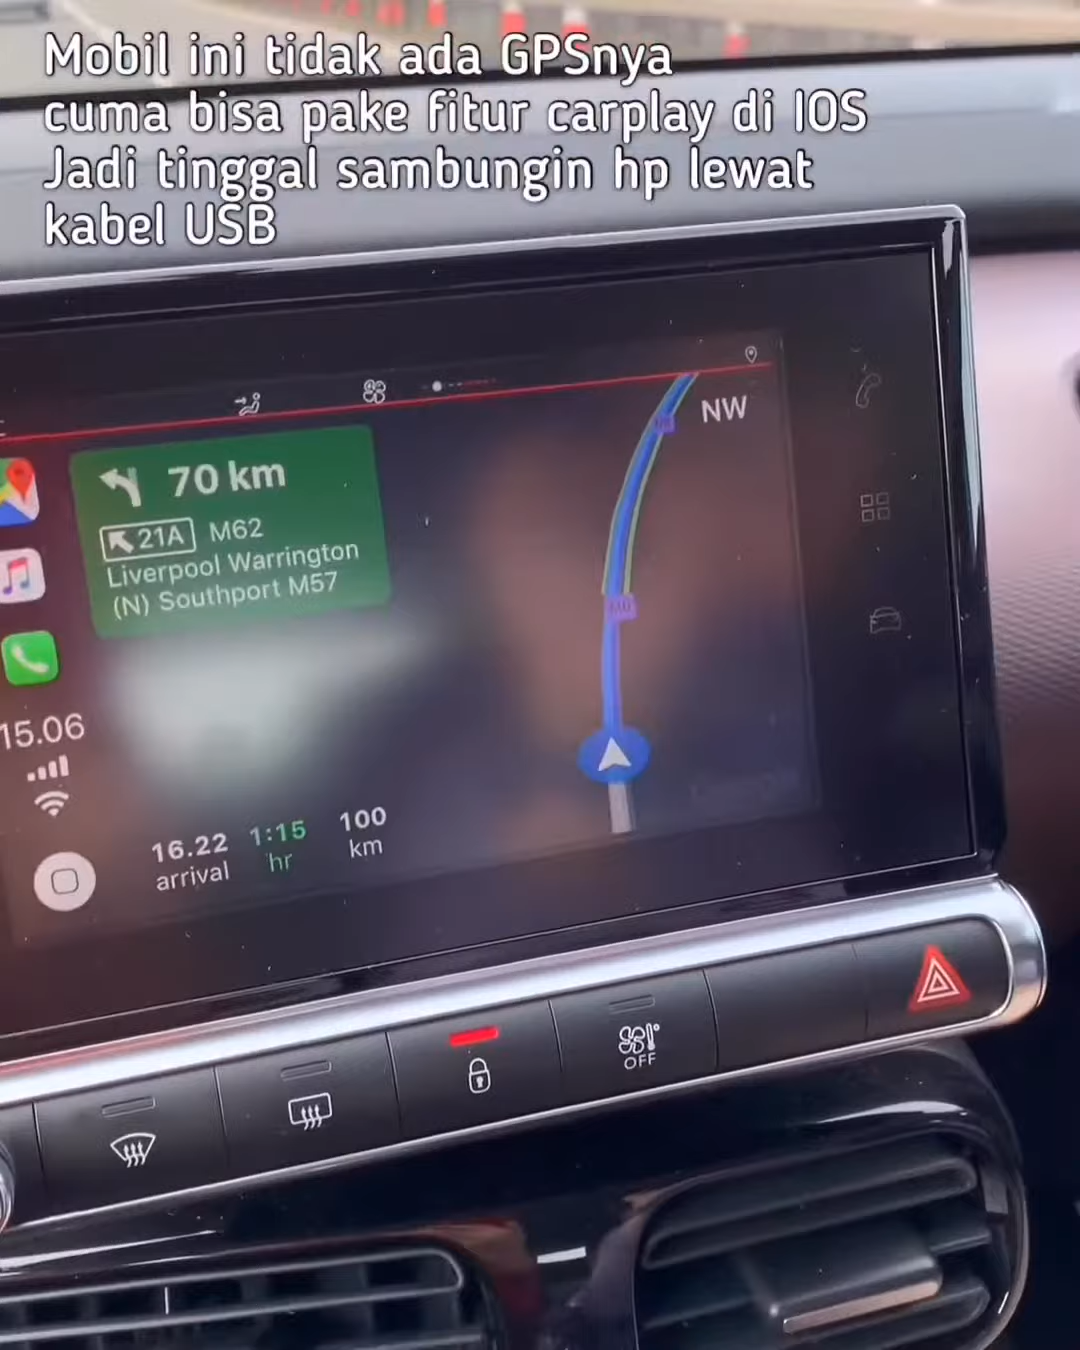 Mobil ini tidak ada GPSnya
cuma bisa pake fitur carplay di IOS
Jadi tinggal sambungin hp lewat
kabel USB
NW
70 km
21A M62
Liverpool Warrington
(N) Southport M57
M6
15.06
16.22 1:15 100
arrival hr km
OFF